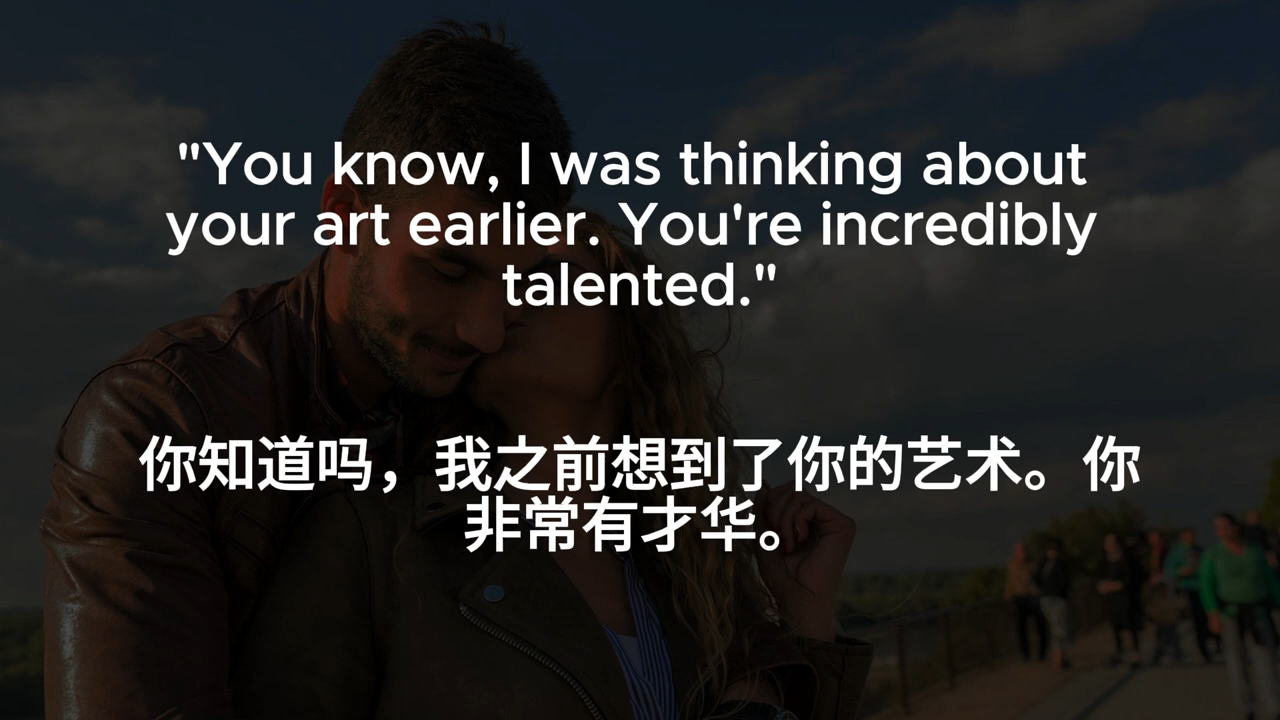 "You know, I was thinking about
your art earlier. You're incredibly
talented."
你知道吗，我之前想到了你的艺术。你
非常有才华。